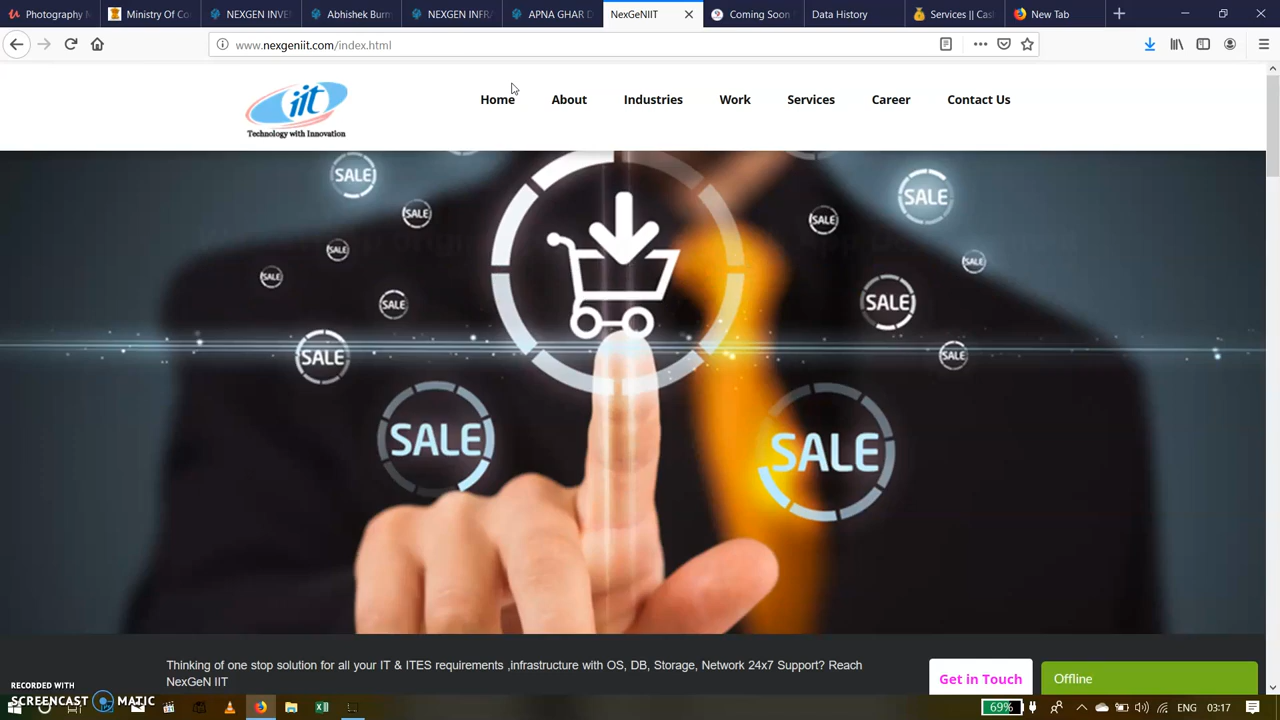 Photography
Ministry Of Co
NEXGEN INVE
Abhishek Burm
NEXGEN INFRA
APNA GHAR D
NexGeNIIT
Coming Soon
Data History
Services || Cas
New Tab
www.nexgeniit.com/index.html
iit
Technology with Innovation
Home
About
Industries
Work
Services
Career
Contact Us
SALE
SALE
SALE
SALE
SALE
SALE
SALE
SALE
SALE
SALE
SALE
SALE
SALE
Thinking of one stop solution for all your IT & ITES requirements ,infrastructure with OS, DB, Storage, Network 24x7 Support? Reach
NexGeN IIT
Get in Touch
Offline
RECORDED WITH
SCREENCAST MATIC
69%
ENG
03:17